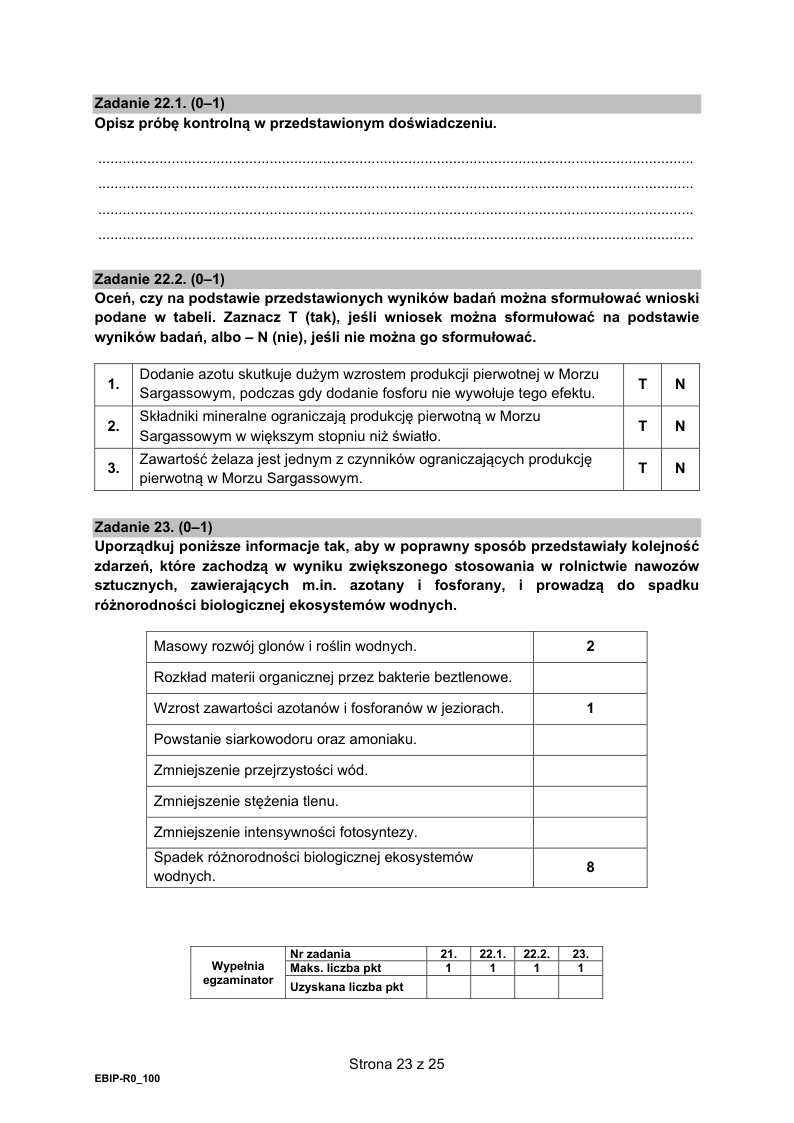 Zadanie 22.1. (0–1)
Opisz próbę kontrolną w przedstawionym doświadczeniu.
....................................................................................................................................................
....................................................................................................................................................
....................................................................................................................................................
....................................................................................................................................................
Zadanie 22.2. (0–1)
Oceń, czy na podstawie przedstawionych wyników badań można sformułować wnioski
podane w tabeli. Zaznacz T (tak), jeśli wniosek można sformułować na podstawie
wyników badań, albo – N (nie), jeśli nie można go sformułować.
1. Dodanie azotu skutkuje dużym wzrostem produkcji pierwotnej w Morzu
Sargassowym, podczas gdy dodanie fosforu nie wywołuje tego efektu. T N
2. Składniki mineralne ograniczają produkcję pierwotną w Morzu
Sargassowym w większym stopniu niż światło. T N
3. Zawartość żelaza jest jednym z czynników ograniczających produkcję
pierwotną w Morzu Sargassowym. T N
Zadanie 23. (0–1)
Uporządkuj poniższe informacje tak, aby w poprawny sposób przedstawiały kolejność
zdarzeń, które zachodzą w wyniku zwiększonego stosowania w rolnictwie nawozów
sztucznych, zawierających m.in. azotany i fosforany, i prowadzą do spadku
różnorodności biologicznej ekosystemów wodnych.
Masowy rozwój glonów i roślin wodnych. 2
Rozkład materii organicznej przez bakterie beztlenowe.
Wzrost zawartości azotanów i fosforanów w jeziorach. 1
Powstanie siarkowodoru oraz amoniaku.
Zmniejszenie przejrzystości wód.
Zmniejszenie stężenia tlenu.
Zmniejszenie intensywności fotosyntezy.
Spadek różnorodności biologicznej ekosystemów
wodnych. 8
Wypełnia
egzaminator
Nr zadania 21. 22.1. 22.2. 23.
Maks. liczba pkt 1 1 1 1
Uzyskana liczba pkt
Strona 23 z 25
EBIP-R0_100